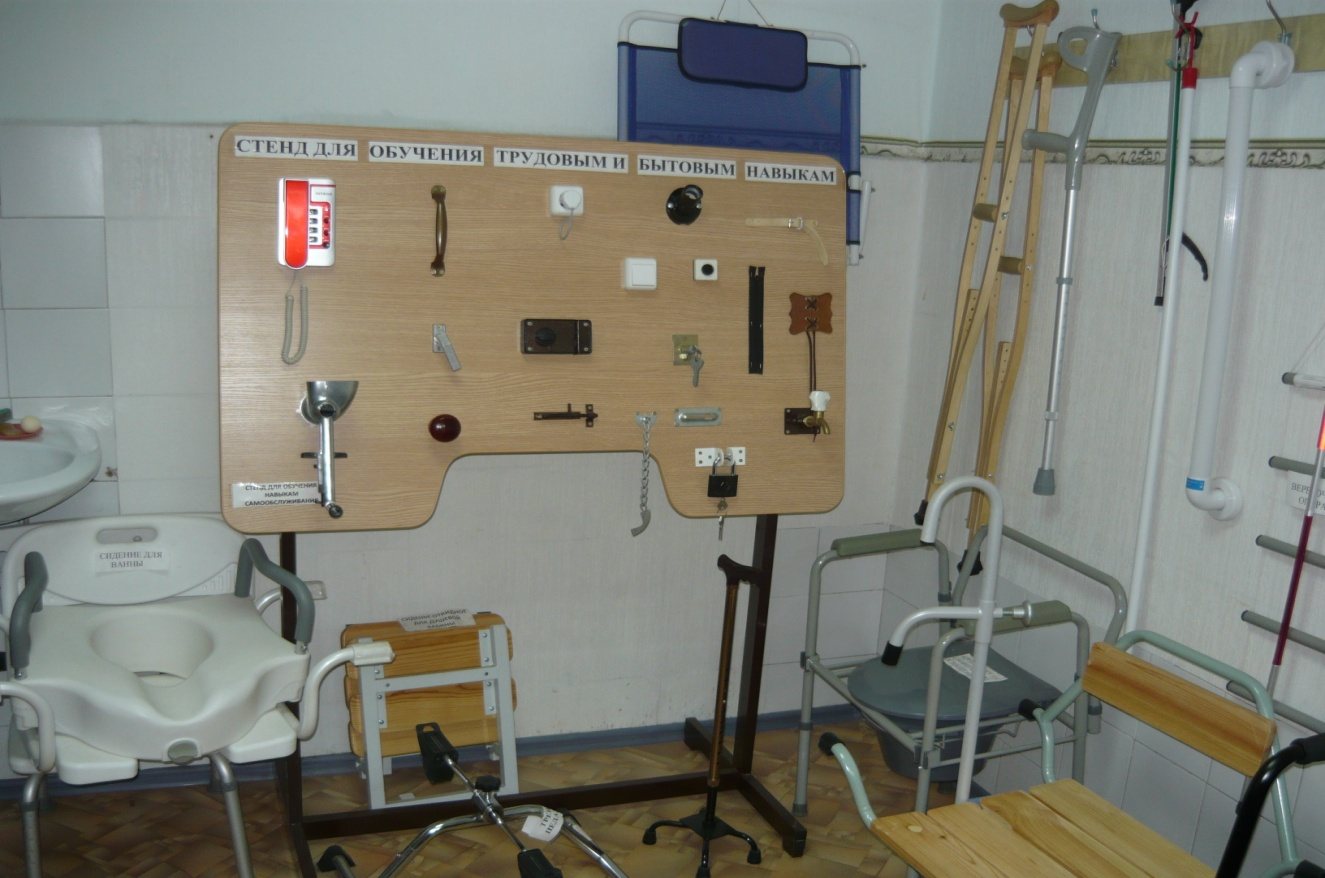 СТЕНД ДЛЯ ОБУЧЕНИЯ ТРУДОВЫМ И БЫТОВЫМ НАВЫКАМ
СТЕНД ДЛЯ ОБУЧЕНИЯ
НАВЫКАМ
САМООБСЛУЖИВАНИЯ
СИДЕНИЕ ДЛЯ
ВАННЫ